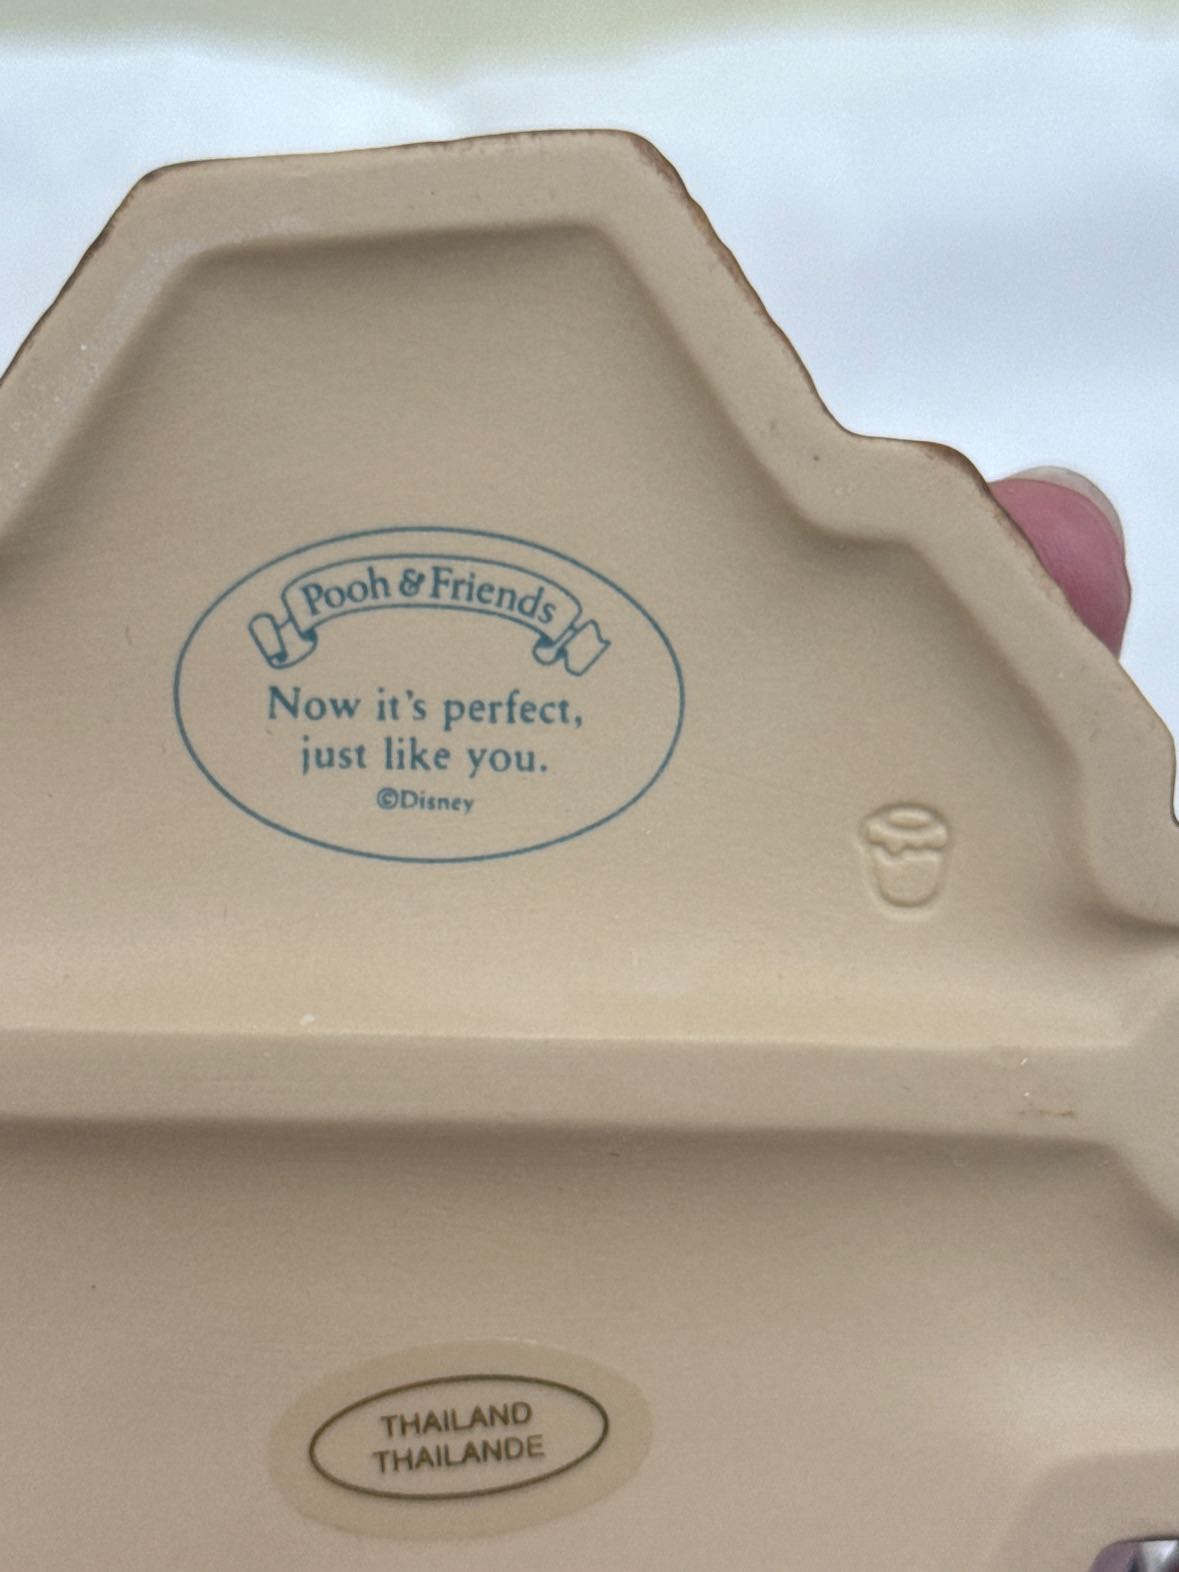 Pooh & Friends
Now it's perfect,
just like you.
©Disney
THAILAND
THAILANDE